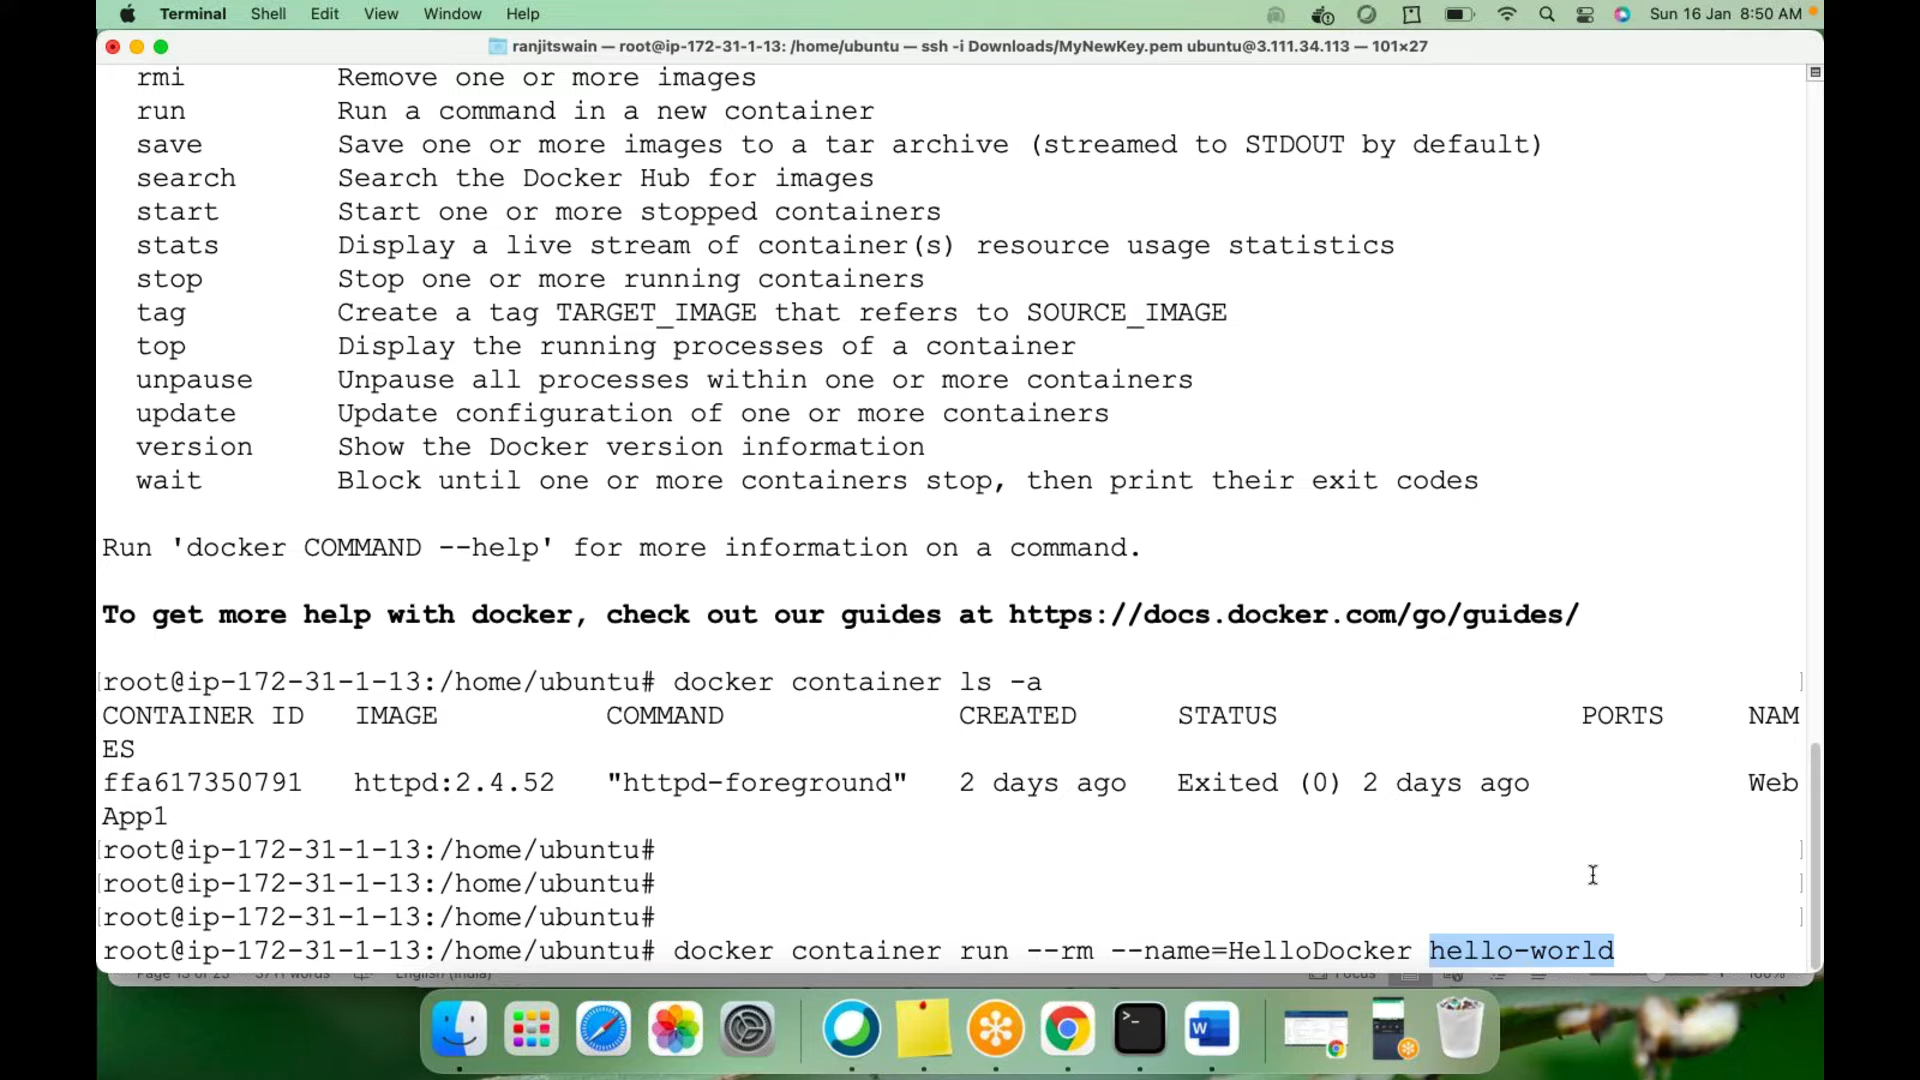 Terminal Shell Edit View Window Help Sun 16 Jan 8:50 AM
ranjitswain — root@ip-172-31-1-13: /home/ubuntu — ssh -i Downloads/MyNewKey.pem ubuntu@3.111.34.113 — 101×27
rmi Remove one or more images
run Run a command in a new container
save Save one or more images to a tar archive (streamed to STDOUT by default)
search Search the Docker Hub for images
start Start one or more stopped containers
stats Display a live stream of container(s) resource usage statistics
stop Stop one or more running containers
tag Create a tag TARGET_IMAGE that refers to SOURCE_IMAGE
top Display the running processes of a container
unpause Unpause all processes within one or more containers
update Update configuration of one or more containers
version Show the Docker version information
wait Block until one or more containers stop, then print their exit codes
Run 'docker COMMAND --help' for more information on a command.
To get more help with docker, check out our guides at https://docs.docker.com/go/guides/
[root@ip-172-31-1-13:/home/ubuntu# docker container ls -a ]
CONTAINER ID IMAGE COMMAND CREATED STATUS PORTS NAM
ES
ffa617350791 httpd:2.4.52 "httpd-foreground" 2 days ago Exited (0) 2 days ago Web
App1
[root@ip-172-31-1-13:/home/ubuntu# ]
[root@ip-172-31-1-13:/home/ubuntu# ]
[root@ip-172-31-1-13:/home/ubuntu# ]
root@ip-172-31-1-13:/home/ubuntu# docker container run --rm --name=HelloDocker hello-world
English (India) Focus
W